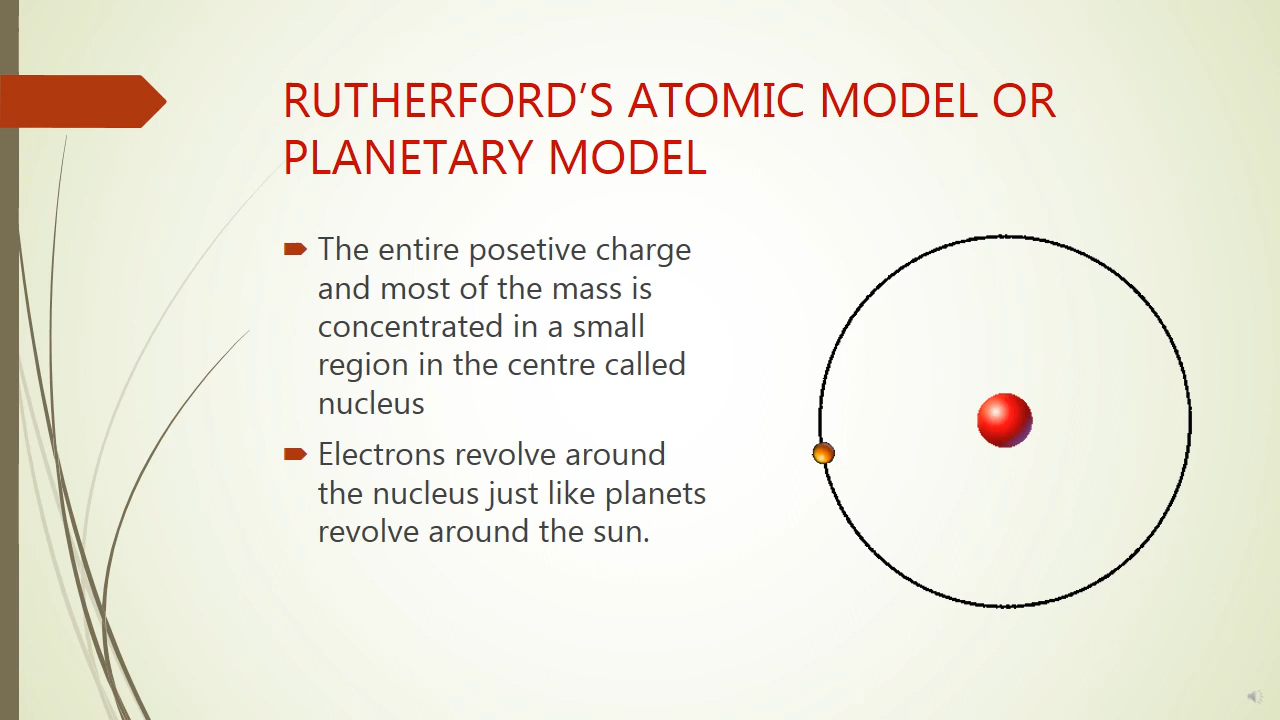 RUTHERFORD’S ATOMIC MODEL OR
PLANETARY MODEL
The entire posetive charge
and most of the mass is
concentrated in a small
region in the centre called
nucleus
Electrons revolve around
the nucleus just like planets
revolve around the sun.